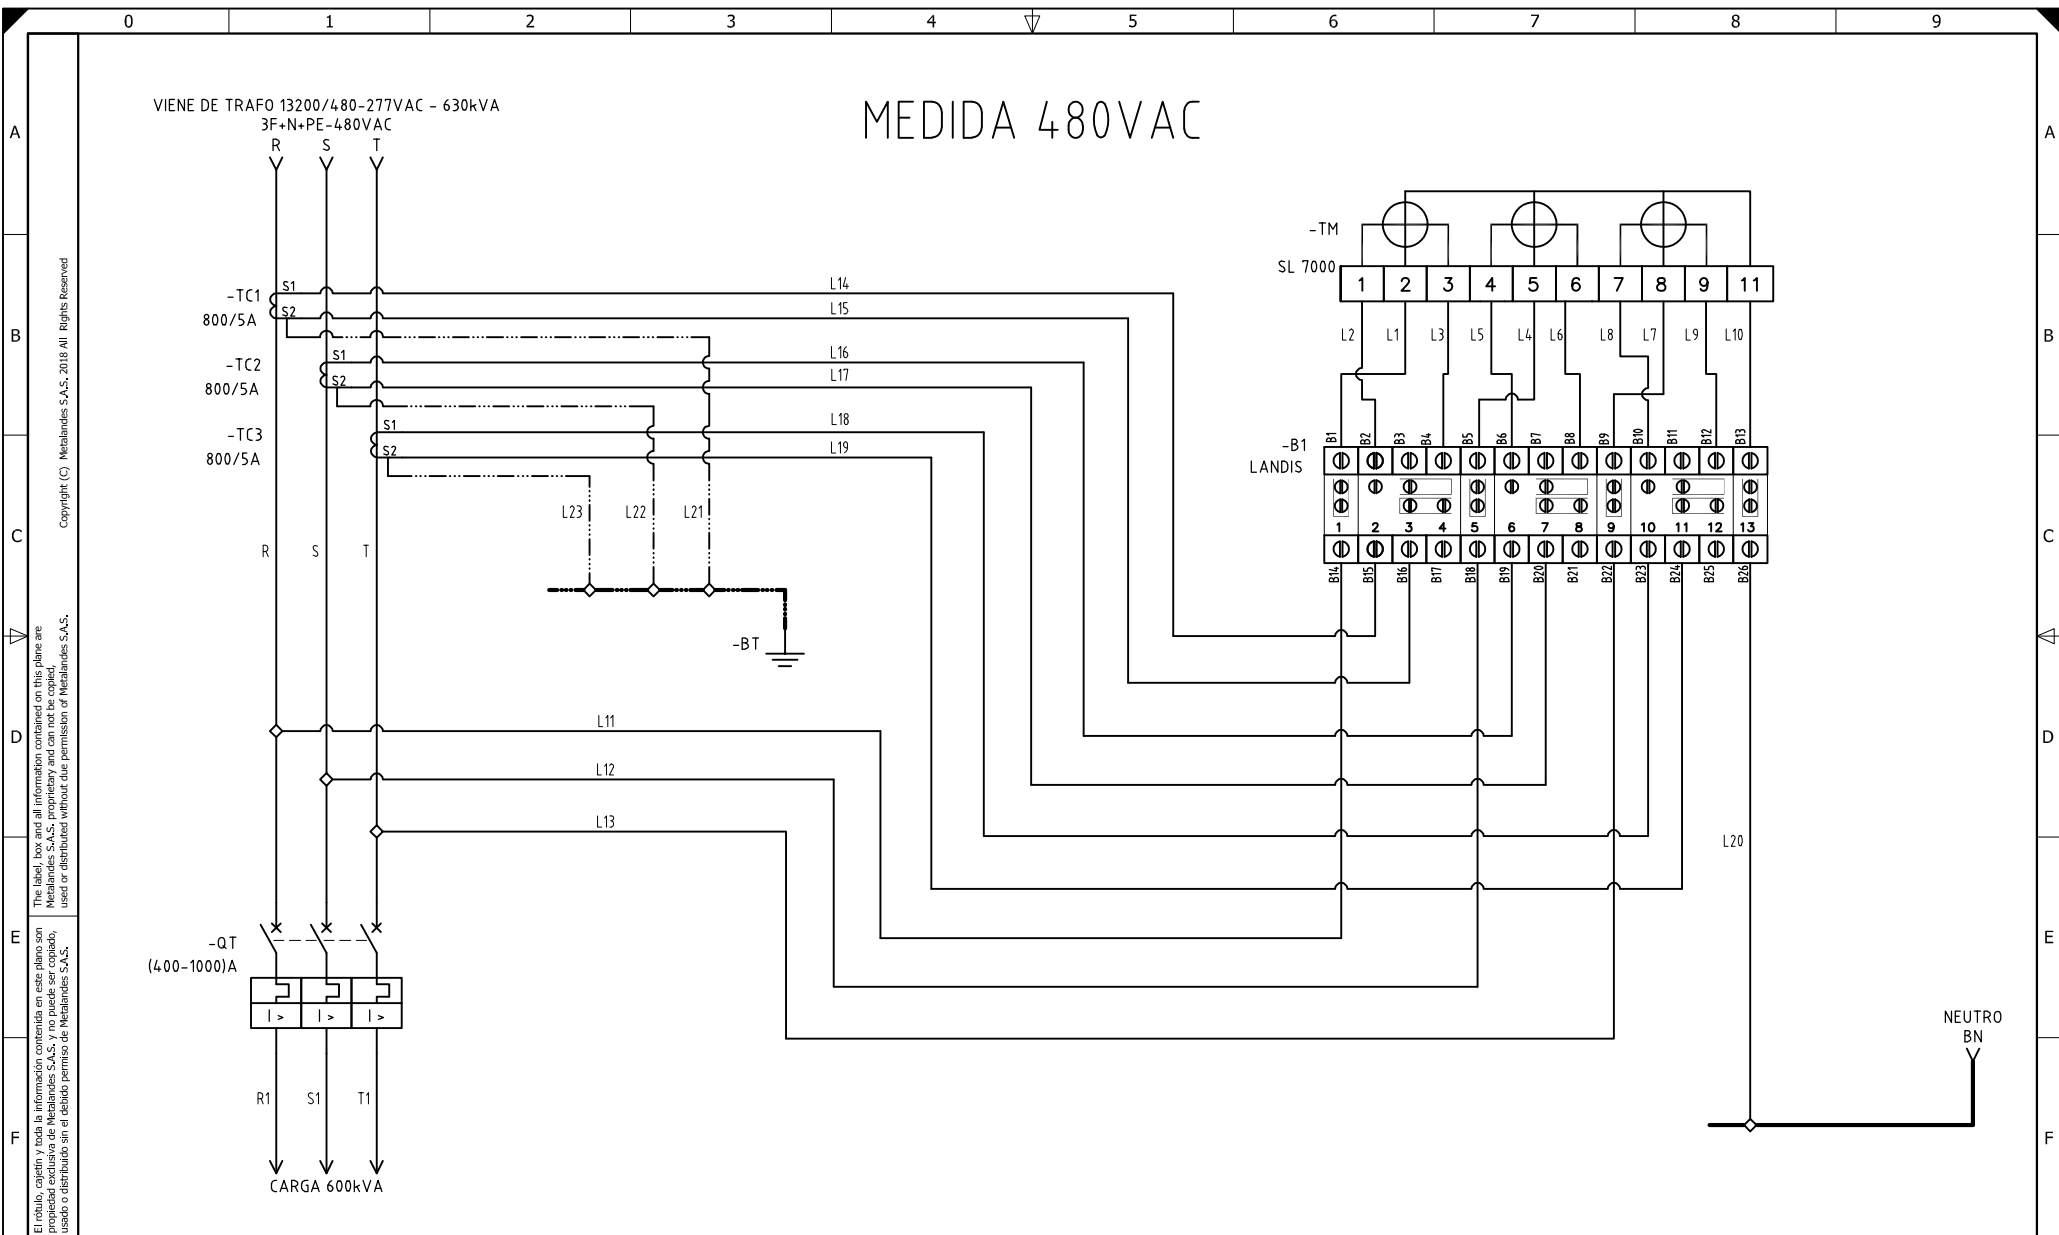 0 1 2 3 4 5 6 7 8 9
A A
B B
C C
D D
E E
F F
MEDIDA 480VAC
VIENE DE TRAFO 13200/480-277VAC - 630kVA
3F+N+PE-480VAC
R S T
-TC1
800/5A
S1
S2
-TC2
800/5A
S1
S2
-TC3
800/5A
S1
S2
L14
L15
L16
L17
L18
L19
L23 L22 L21
R S T
-BT
L11
L12
L13
-QT
(400-1000)A
I > I > I >
R1 S1 T1
CARGA 600kVA
-TM
SL 7000
1 2 3 4 5 6 7 8 9 11
L2 L1 L3 L5 L4 L6 L8 L7 L9 L10
-B1
LANDIS
B1 B2 B3 B4 B5 B6 B7 B8 B9 B10 B11 B12 B13
1 2 3 4 5 6 7 8 9 10 11 12 13
B14 B15 B16 B17 B18 B19 B20 B21 B22 B23 B24 B25 B26
L20
NEUTRO
BN
Copyright (C) Metalandes S.A.S. 2018 All Rights Reserved
The label, box and all information contained on this plane are
Metalandes S.A.S. proprietary and can not be copied,
used or distributed without due permission of Metalandes S.A.S.
El rótulo, cajetín y toda la información contenida en este plano son
propiedad exclusiva de Metalandes S.A.S. y no puede ser copiado,
usado o distribuido sin el debido permiso de Metalandes S.A.S.